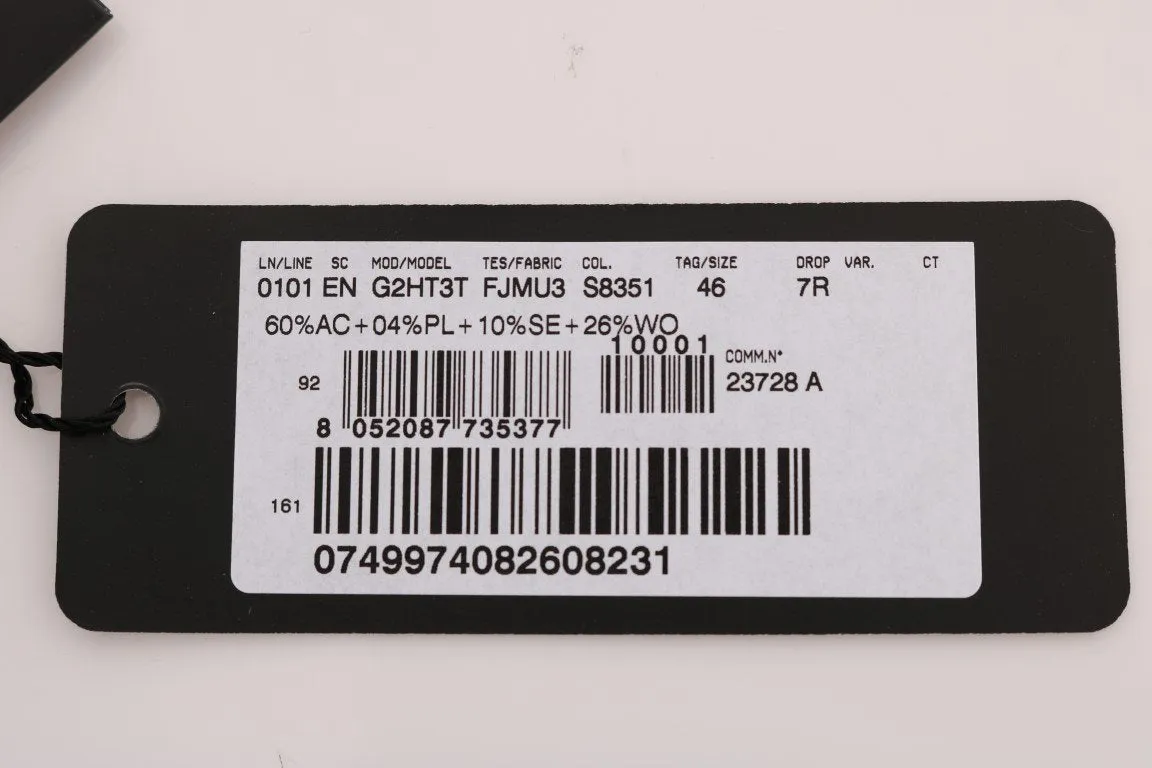 LN/LINE SC MOD/MODEL TES/FABRIC COL. TAG/SIZE DROP VAR. CT
0101 EN G2HT3T FJMU3 S8351 46 7R
60%AC+04%PL+10%SE+26%WO
10001
COMM.N°
92 23728 A
8 052087 735377
161
0749974082608231